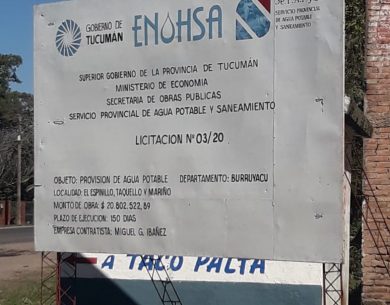 GOBIERNO DE
TUCUMÁN
ENOHSA
Se.P.A.P.y S.
SERVICIO PROVINCIAL
DE AGUA POTABLE
Y SANEAMIENTO
SUPERIOR GOBIERNO DE LA PROVINCIA DE TUCUMÁN
MINISTERIO DE ECONOMIA
SECRETARIA DE OBRAS PUBLICAS
SERVICIO PROVINCIAL DE AGUA POTABLE Y SANEAMIENTO
LICITACION Nº 03/20
OBJETO: PROVISION DE AGUA POTABLE DEPARTAMENTO: BURRUYACU
LOCALIDAD: EL ESPINILLO, TAQUELLO Y MARIÑO
MONTO DE OBRA: $ 20.802.522,89
PLAZO DE EJECUCION: 150 DIAS
EMPRESA CONTRATISTA: MIGUEL G. IBAÑEZ
A TACO PALTA